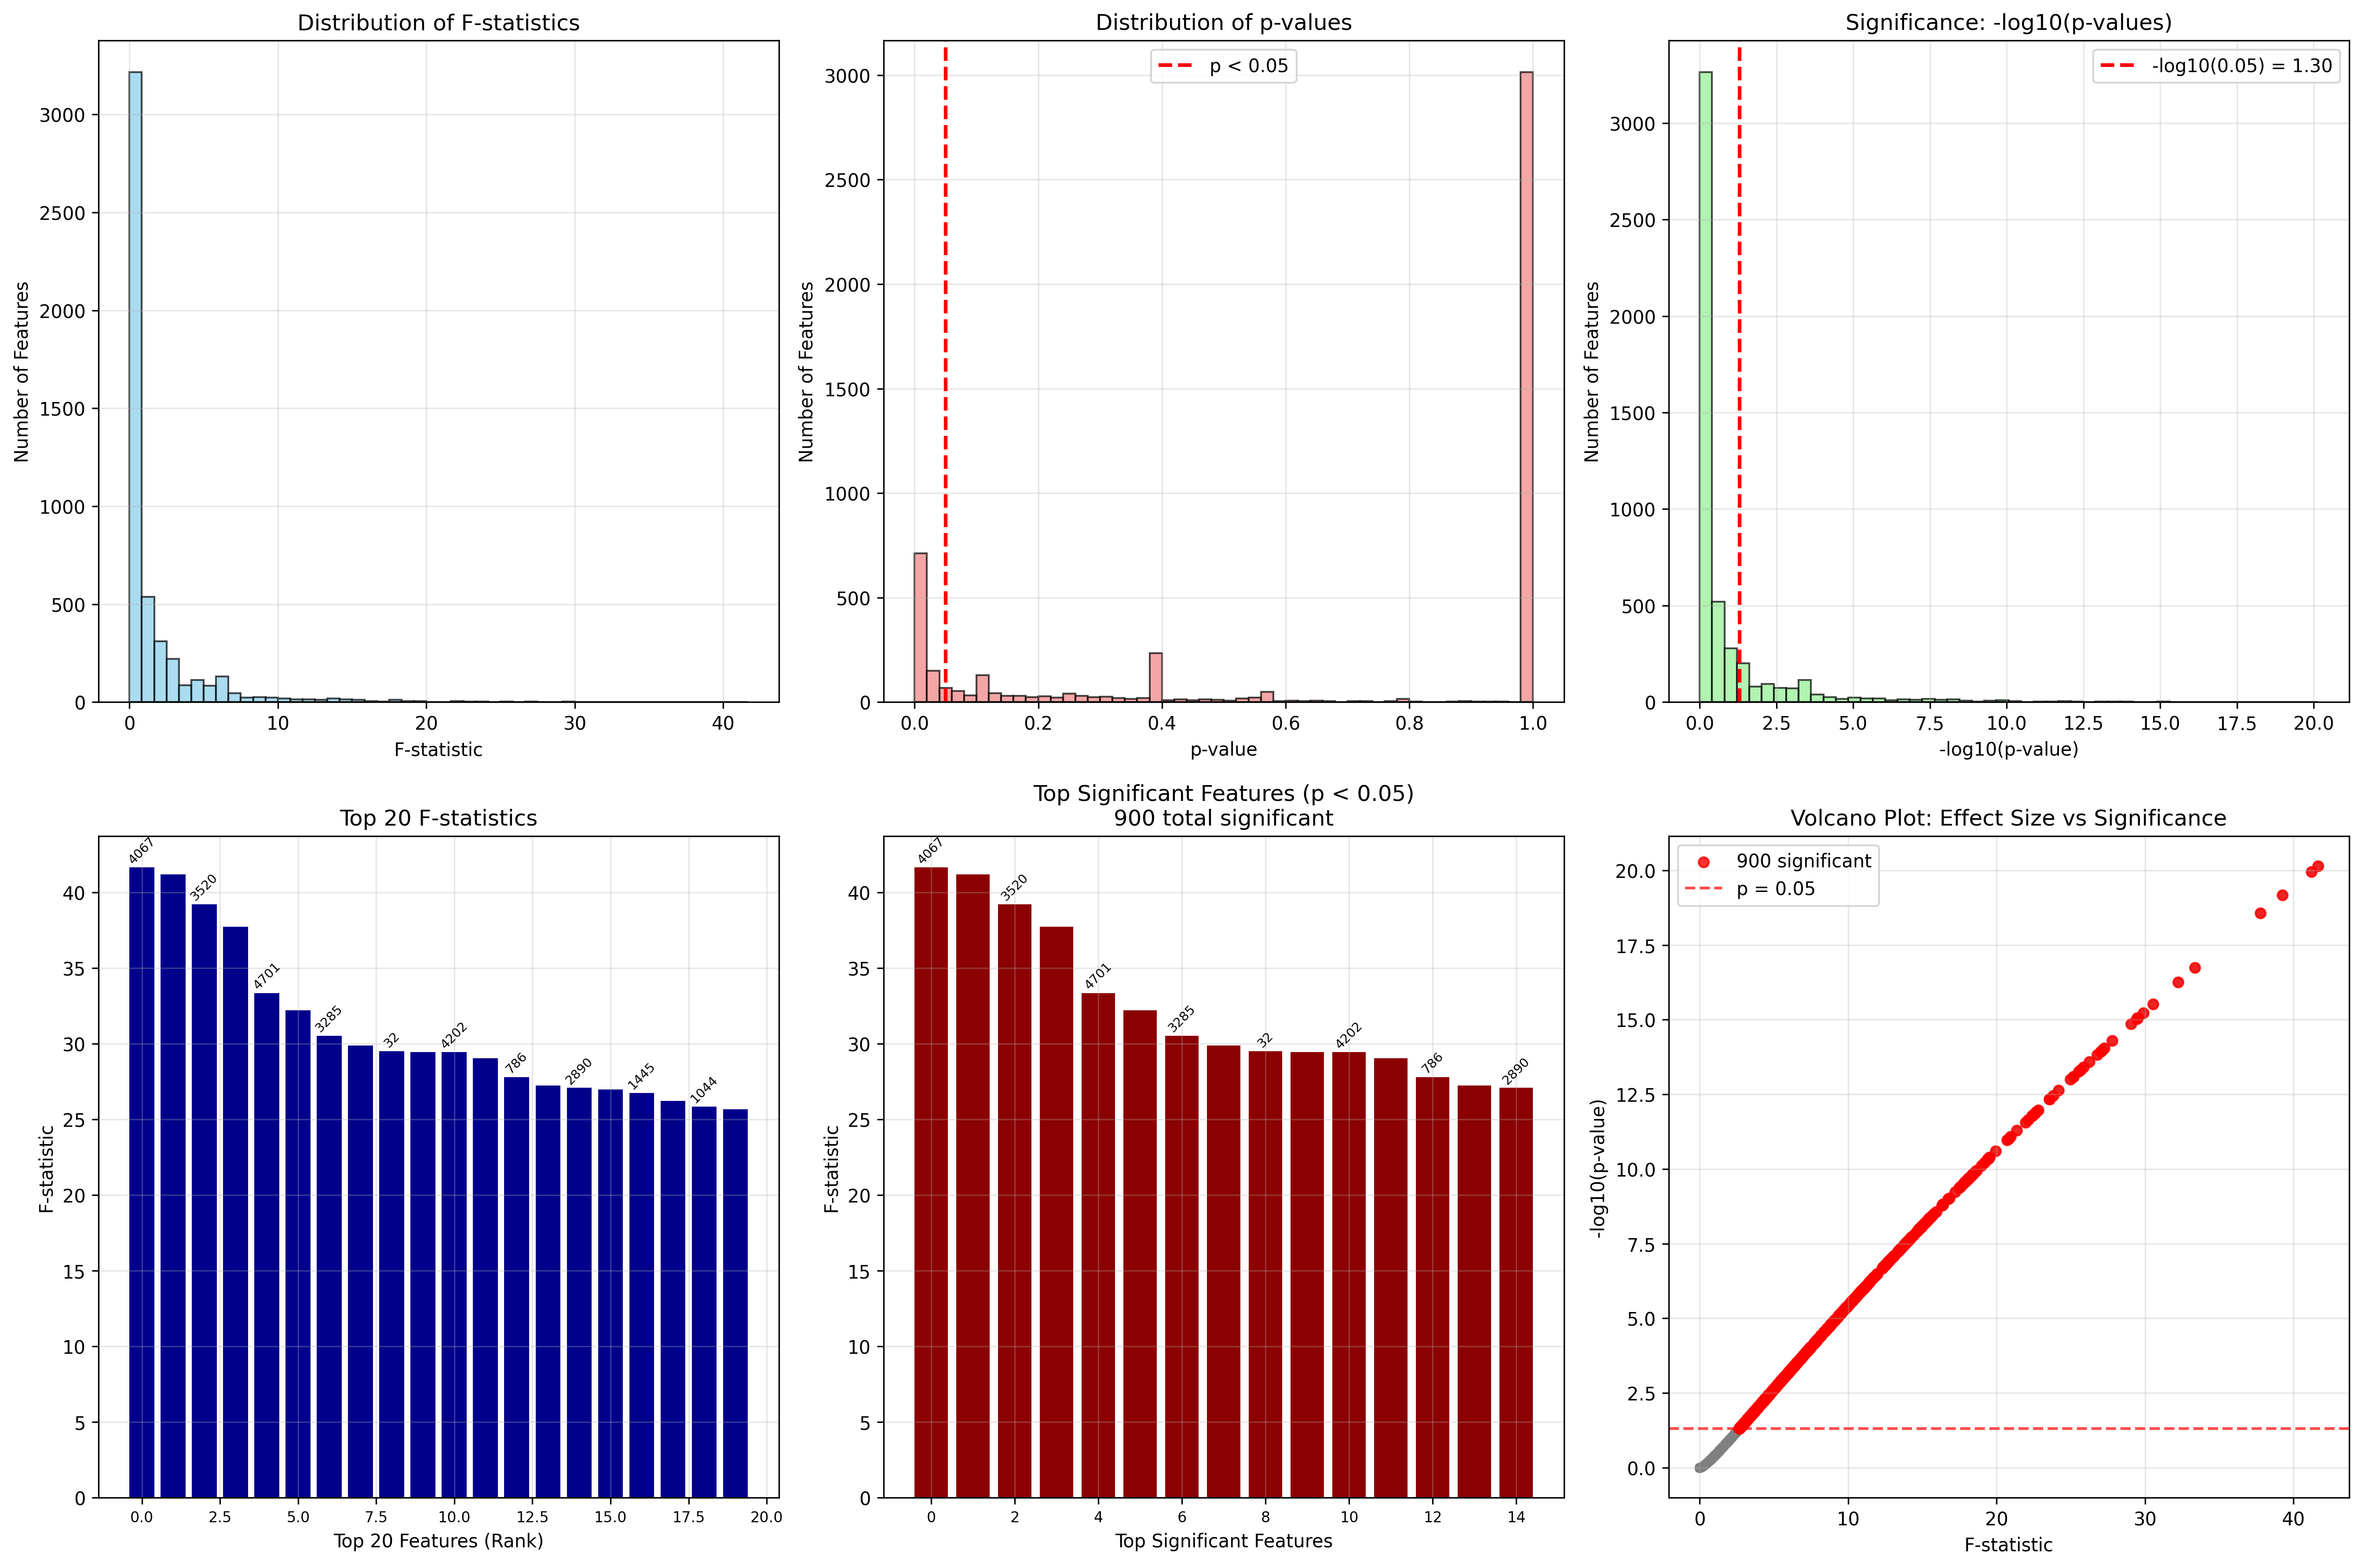 Distribution of F-statistics
Number of Features
3000
2500
2000
1500
1000
500
0
0 10 20 30 40
F-statistic
Distribution of p-values
p < 0.05
Number of Features
3000
2500
2000
1500
1000
500
0
0.0 0.2 0.4 0.6 0.8 1.0
p-value
Significance: -log10(p-values)
-log10(0.05) = 1.30
Number of Features
3000
2500
2000
1500
1000
500
0
0.0 2.5 5.0 7.5 10.0 12.5 15.0 17.5 20.0
-log10(p-value)
Top 20 F-statistics
F-statistic
40
35
30
25
20
15
10
5
0
4067
3520
4701
3285
32
4202
786
2890
1445
1044
0.0 2.5 5.0 7.5 10.0 12.5 15.0 17.5 20.0
Top 20 Features (Rank)
Top Significant Features (p < 0.05)
900 total significant
F-statistic
40
35
30
25
20
15
10
5
0
4067
3520
4701
3285
32
4202
786
2890
0 2 4 6 8 10 12 14
Top Significant Features
Volcano Plot: Effect Size vs Significance
900 significant
p = 0.05
-log10(p-value)
20.0
17.5
15.0
12.5
10.0
7.5
5.0
2.5
0.0
0 10 20 30 40
F-statistic